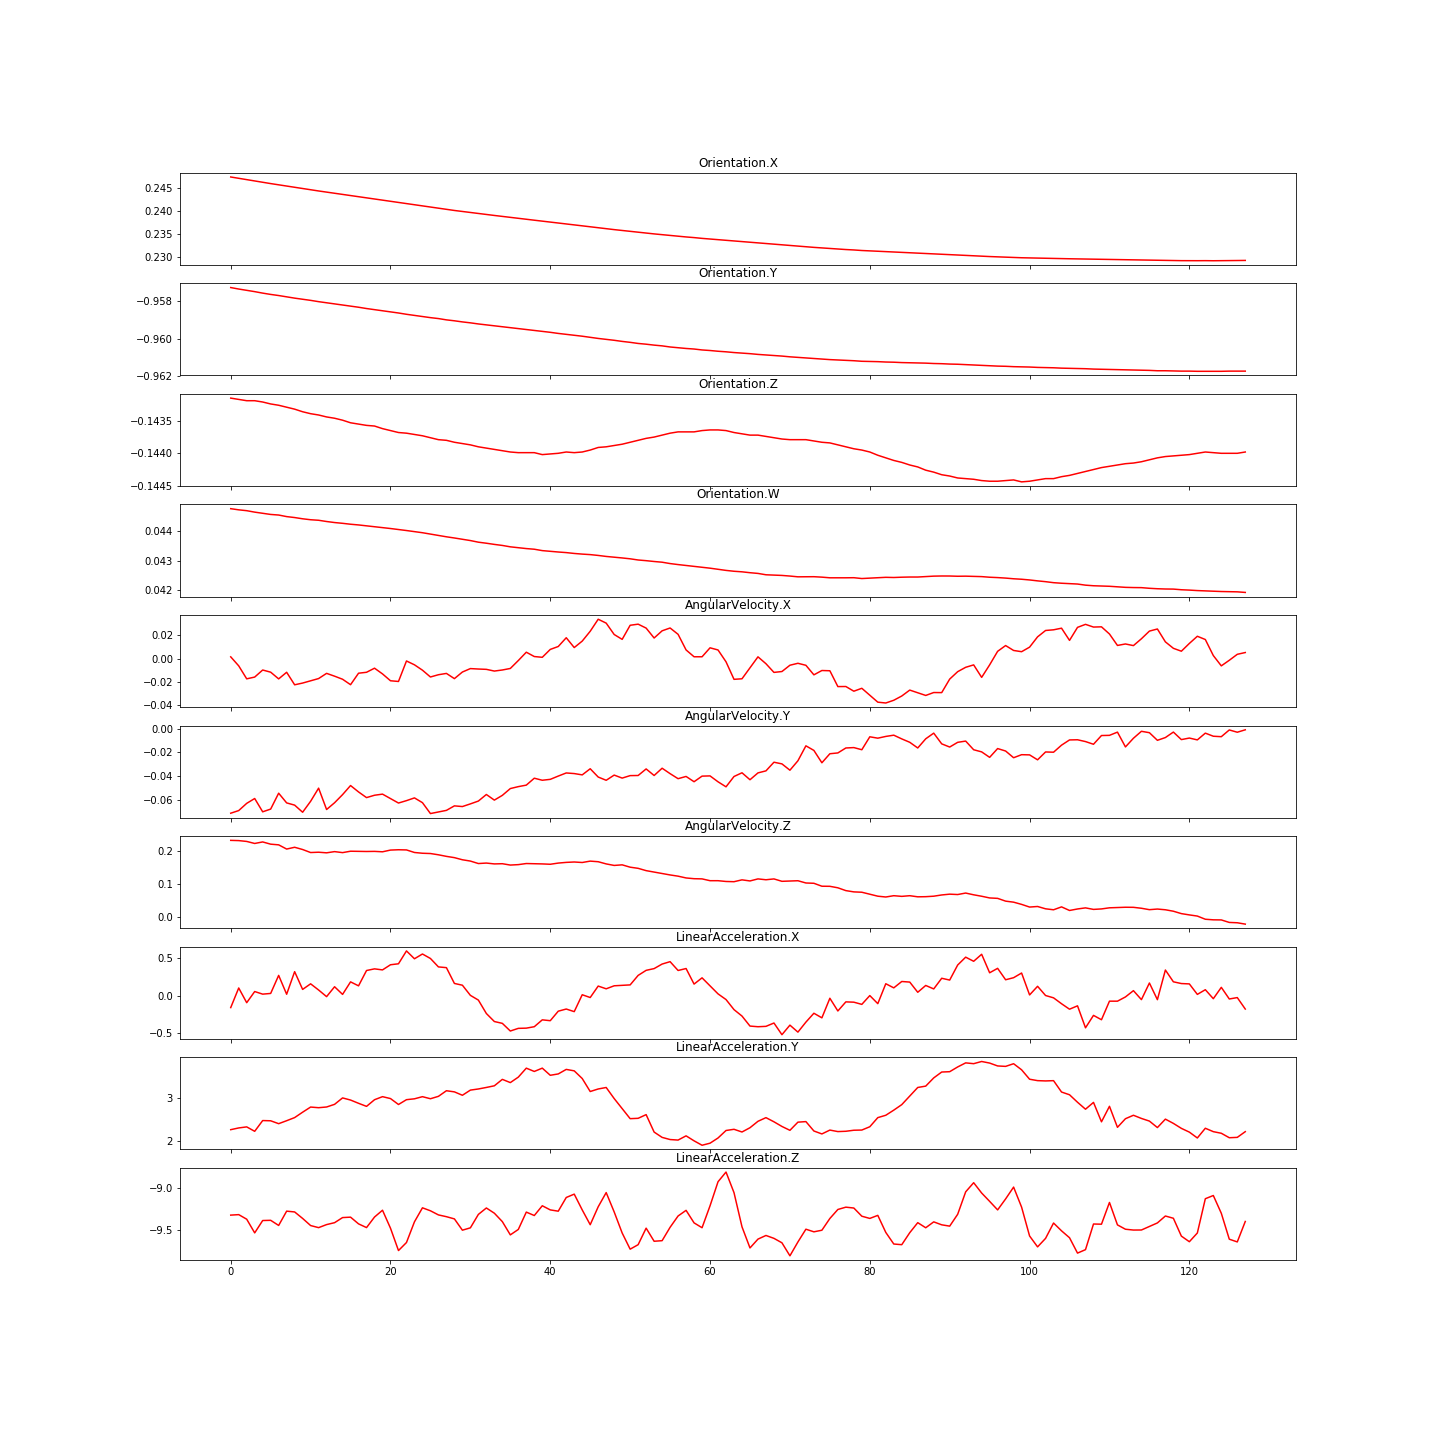 Orientation.X
0.245
0.240
0.235
0.230
Orientation.Y
−0.958
−0.960
−0.962
Orientation.Z
−0.1435
−0.1440
−0.1445
Orientation.W
0.044
0.043
0.042
AngularVelocity.X
0.02
0.00
−0.02
−0.04
AngularVelocity.Y
0.00
−0.02
−0.04
−0.06
AngularVelocity.Z
0.2
0.1
0.0
LinearAcceleration.X
0.5
0.0
−0.5
LinearAcceleration.Y
3
2
LinearAcceleration.Z
−9.0
−9.5
0 20 40 60 80 100 120